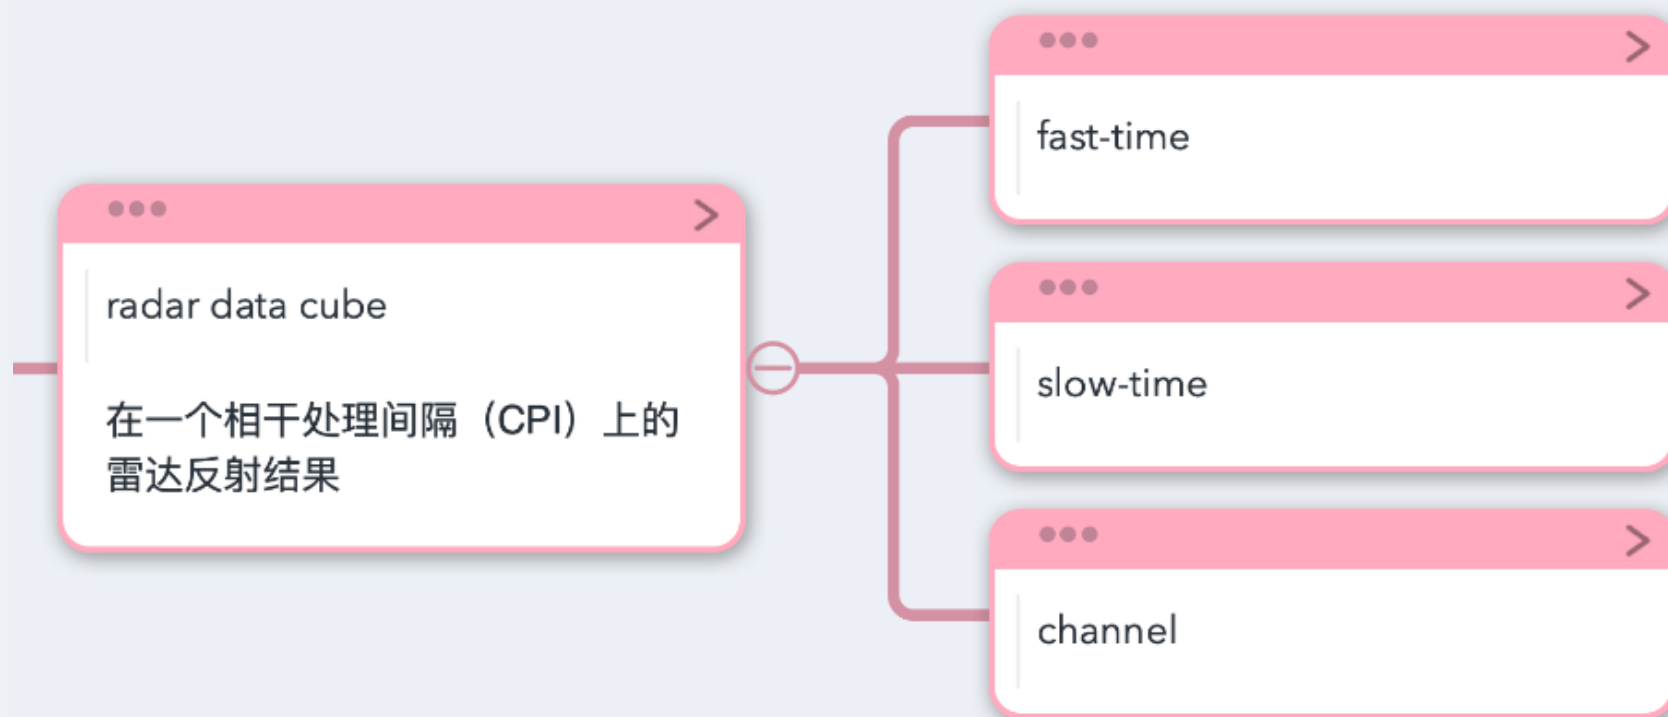 radar data cube
在一个相干处理间隔（CPI）上的
雷达反射结果
fast-time
slow-time
channel